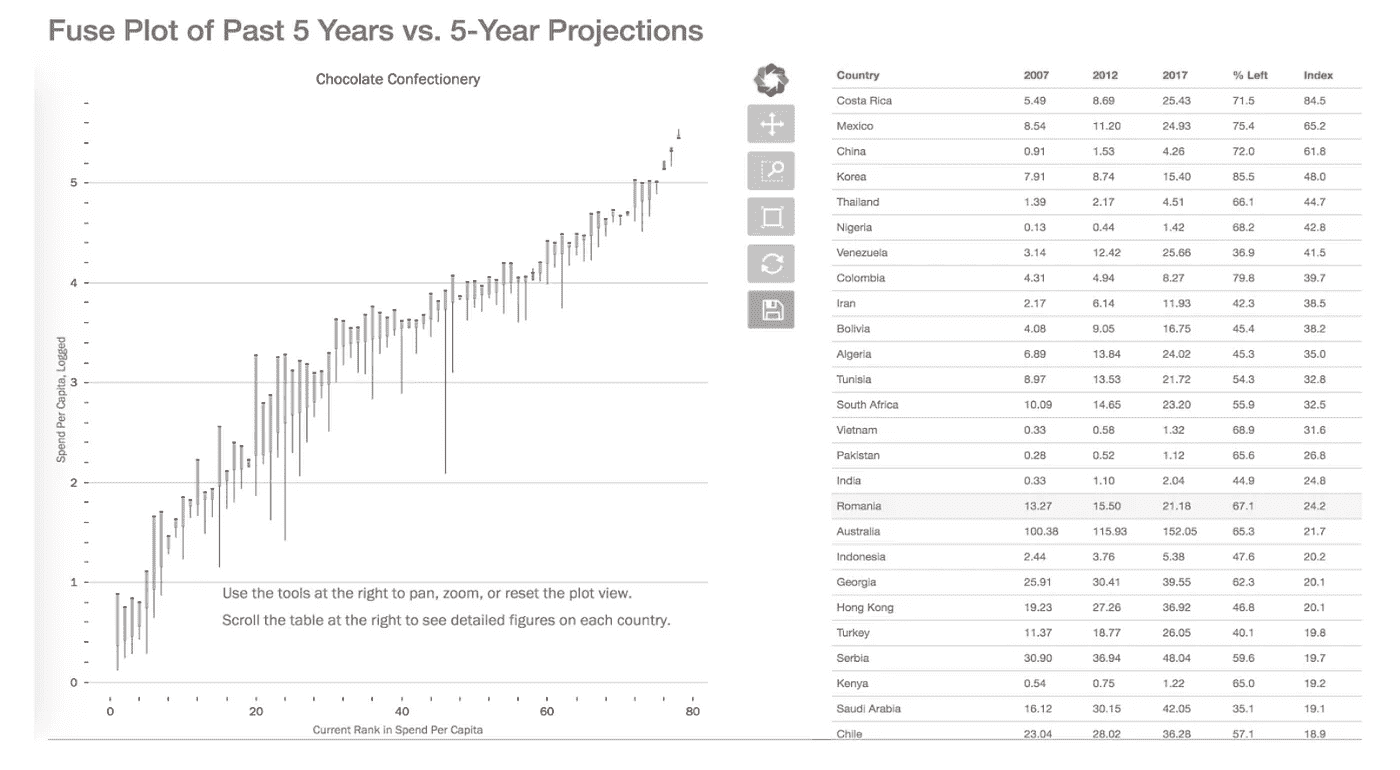 Fuse Plot of Past 5 Years vs. 5-Year Projections
Chocolate Confectionery
5
4
3
2
1
0
Spend Per Capita, Logged
Use the tools at the right to pan, zoom, or reset the plot view.
Scroll the table at the right to see detailed figures on each country.
0 20 40 60 80
Current Rank in Spend Per Capita
Country 2007 2012 2017 % Left Index
Costa Rica 5.49 8.69 25.43 71.5 84.5
Mexico 8.54 11.20 24.93 75.4 65.2
China 0.91 1.53 4.26 72.0 61.8
Korea 7.91 8.74 15.40 85.5 48.0
Thailand 1.39 2.17 4.51 66.1 44.7
Nigeria 0.13 0.44 1.42 68.2 42.8
Venezuela 3.14 12.42 25.66 36.9 41.5
Colombia 4.31 4.94 8.27 79.8 39.7
Iran 2.17 6.14 11.93 42.3 38.5
Bolivia 4.08 9.05 16.75 45.4 38.2
Algeria 6.89 13.84 24.02 45.3 35.0
Tunisia 8.97 13.53 21.72 54.3 32.8
South Africa 10.09 14.65 23.20 55.9 32.5
Vietnam 0.33 0.58 1.32 68.9 31.6
Pakistan 0.28 0.52 1.12 65.6 26.8
India 0.33 1.10 2.04 44.9 24.8
Romania 13.27 15.50 21.18 67.1 24.2
Australia 100.38 115.93 152.05 65.3 21.7
Indonesia 2.44 3.76 5.38 47.6 20.2
Georgia 25.91 30.41 39.55 62.3 20.1
Hong Kong 19.23 27.26 36.92 46.8 20.1
Turkey 11.37 18.77 26.05 40.1 19.8
Serbia 30.90 36.94 48.04 59.6 19.7
Kenya 0.54 0.75 1.22 65.0 19.2
Saudi Arabia 16.12 30.15 42.05 35.1 19.1
Chile 23.04 28.02 36.28 57.1 18.9